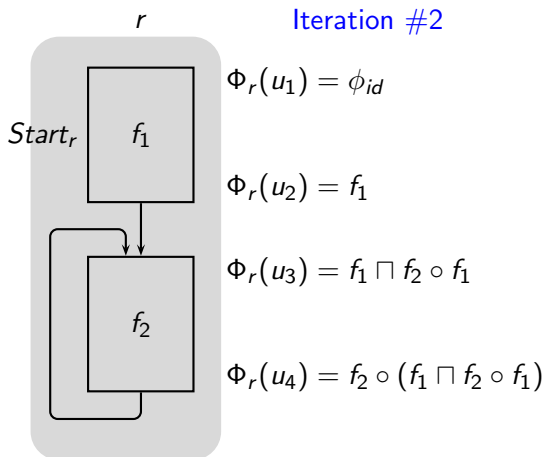 r Iteration #2
Φ_r(u_1) = ϕ_id
Start_r f_1
Φ_r(u_2) = f_1
Φ_r(u_3) = f_1 ⊓ f_2 ∘ f_1
f_2
Φ_r(u_4) = f_2 ∘ (f_1 ⊓ f_2 ∘ f_1)